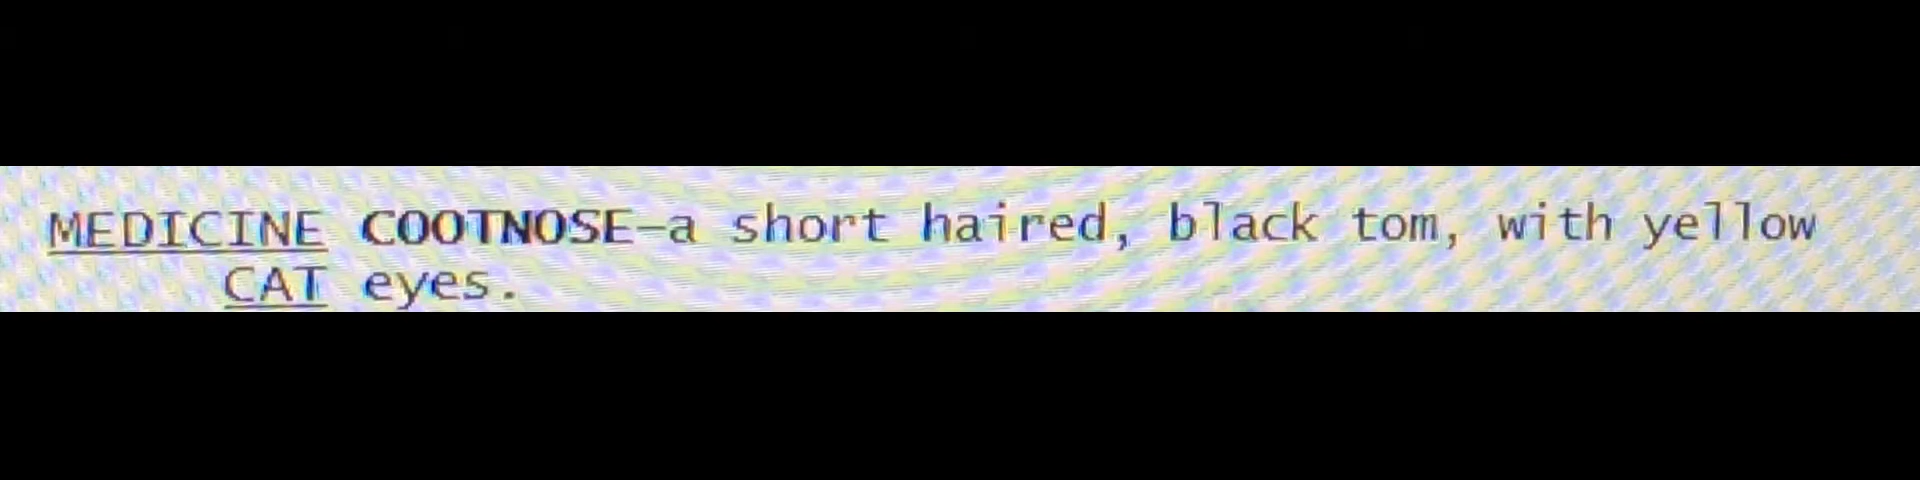 MEDICINE COOTNOSE—a short haired, black tom, with yellow
CAT eyes.